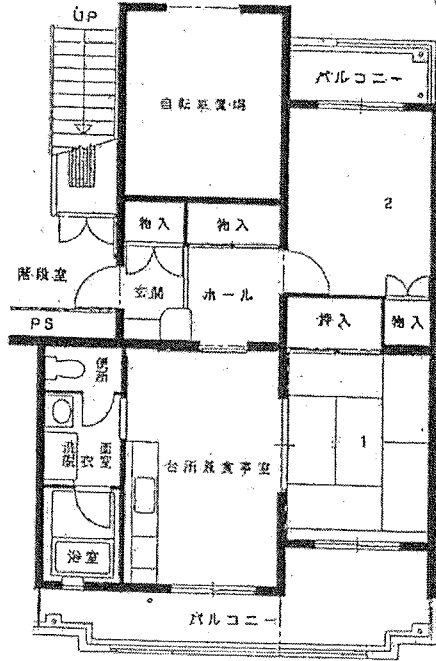 UP
バルコニー
自転車置場
2
物入
物入
階段室
玄関
ホール
PS
押入
物入
便所
洗面
脱衣室
台所兼食事室
1
浴室
バルコニー